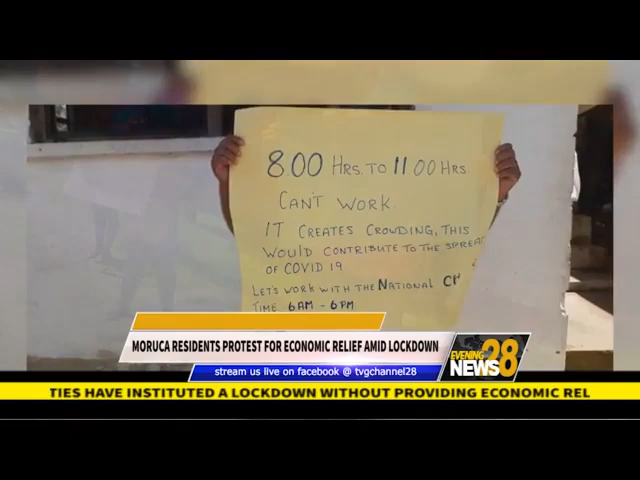 800 HRS. TO 1100 HRS
CAN'T WORK.
IT CREATES CROWDING, THIS
WOULD CONTRIBUTE TO THE SPREAD
OF COVID 19
LET'S WORK WITH THE NATIONAL
TIME 6AM - 6PM
MORUCA RESIDENTS PROTEST FOR ECONOMIC RELIEF AMID LOCKDOWN
EVENING
NEWS 28
stream us live on facebook @ tvgchannel28
TIES HAVE INSTITUTED A LOCKDOWN WITHOUT PROVIDING ECONOMIC REL